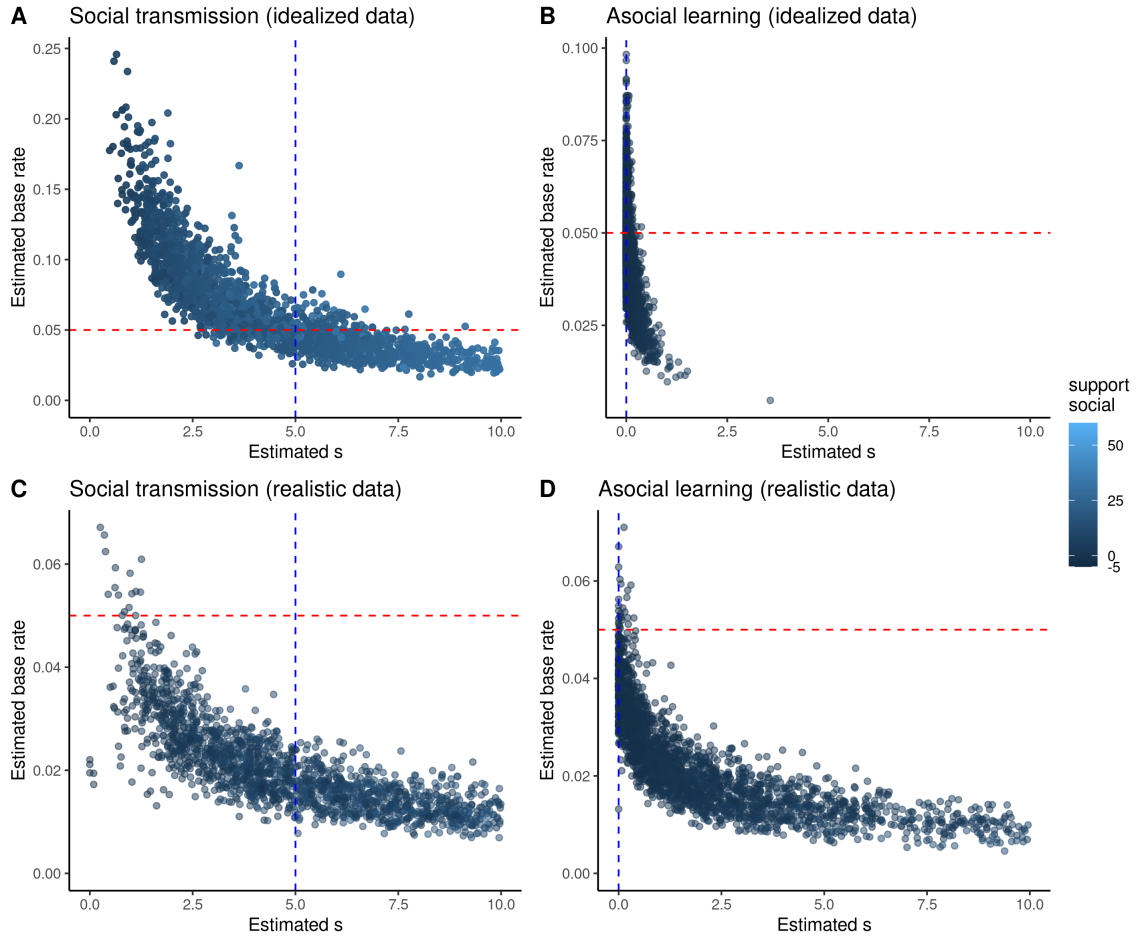 A Social transmission (idealized data)
0.25
0.20
0.15
0.10
0.05
0.00
Estimated base rate
0.0 2.5 5.0 7.5 10.0
Estimated s
B Asocial learning (idealized data)
0.100
0.075
0.050
0.025
Estimated base rate
0.0 2.5 5.0 7.5 10.0
Estimated s
C Social transmission (realistic data)
0.06
0.04
0.02
0.00
Estimated base rate
0.0 2.5 5.0 7.5 10.0
Estimated s
D Asocial learning (realistic data)
0.06
0.04
0.02
0.00
Estimated base rate
0.0 2.5 5.0 7.5 10.0
Estimated s
support
social
50
25
0
-5